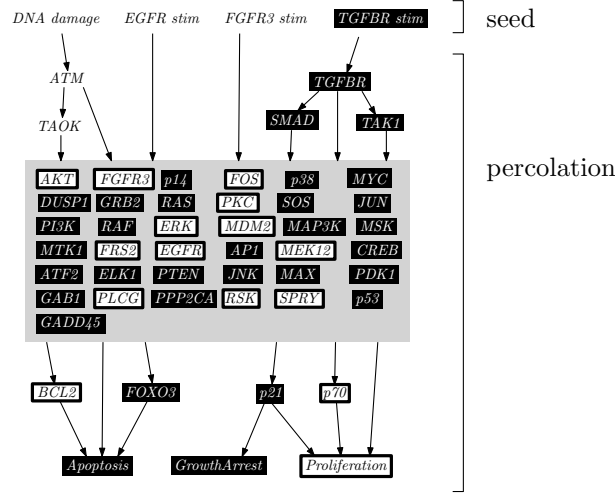 DNA damage EGFR stim FGFR3 stim TGFBR stim seed
ATM TGFBR
TAOK SMAD TAK1
percolation
AKT FGFR3 p14 FOS p38 MYC
DUSP1 GRB2 RAS PKC SOS JUN
PI3K RAF ERK MDM2 MAP3K MSK
MTK1 FRS2 EGFR AP1 MEK12 CREB
ATF2 ELK1 PTEN JNK MAX PDK1
GAB1 PLCG PPP2CA RSK SPRY p53
GADD45
BCL2 FOXO3 p21 p70
Apoptosis GrowthArrest Proliferation